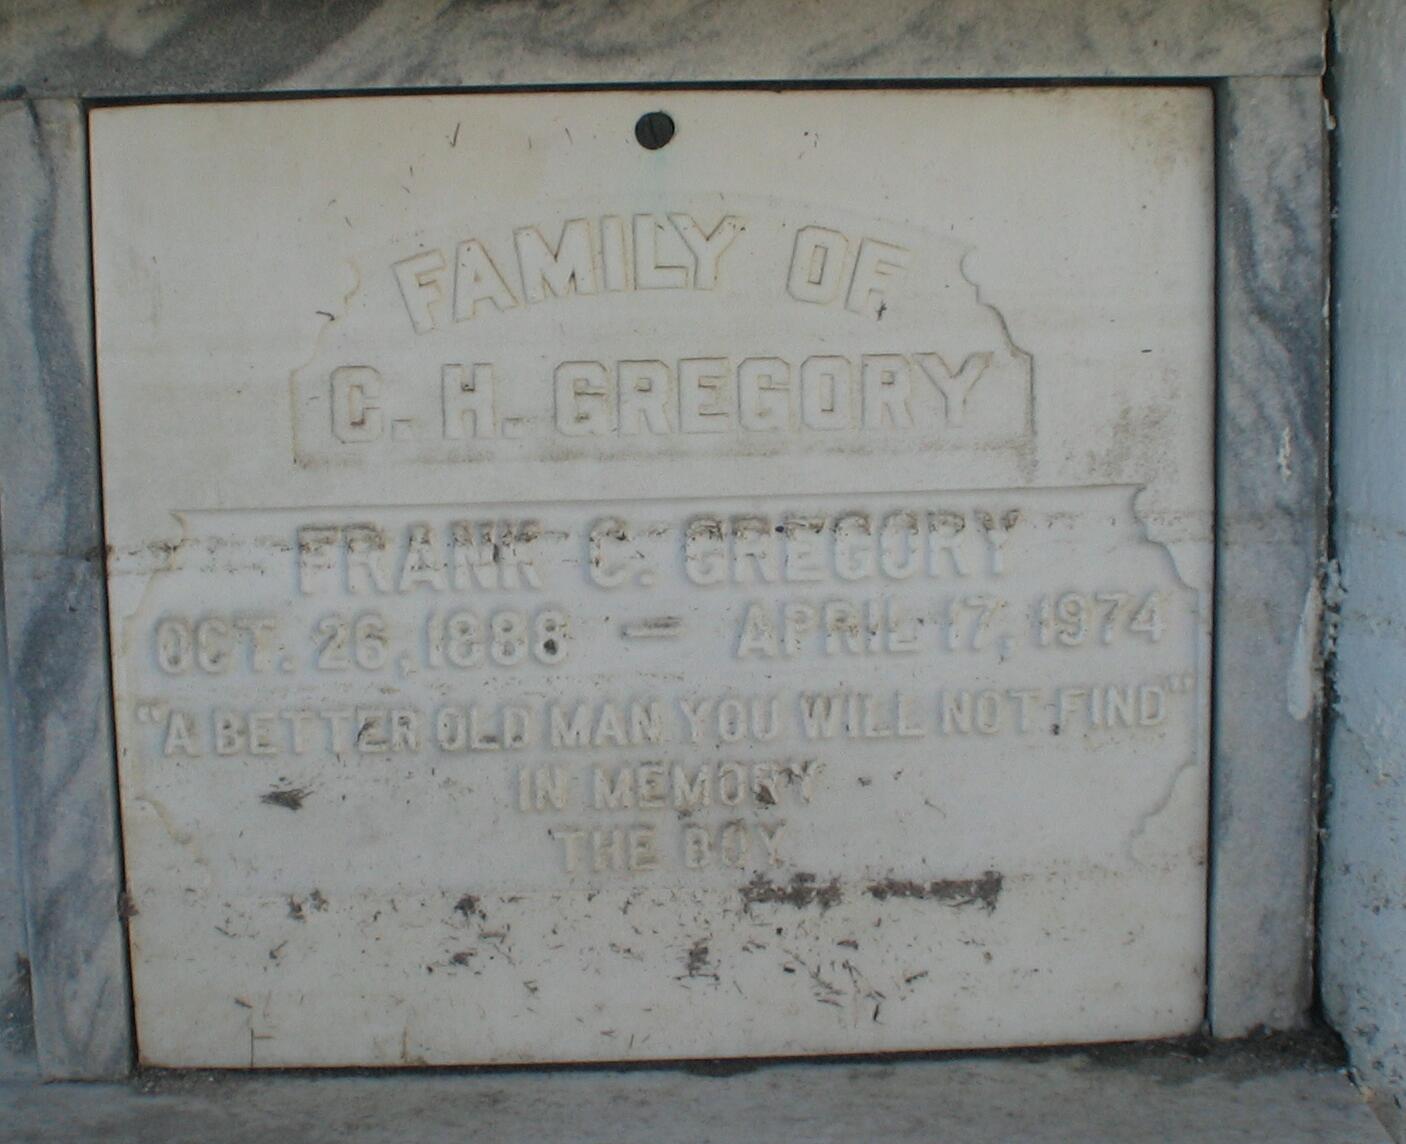 FAMILY OF
C. H. GREGORY
FRANK C. GREGORY
OCT. 26, 1888 — APRIL 17, 1974
"A BETTER OLD MAN YOU WILL NOT FIND"
IN MEMORY
THE BOY